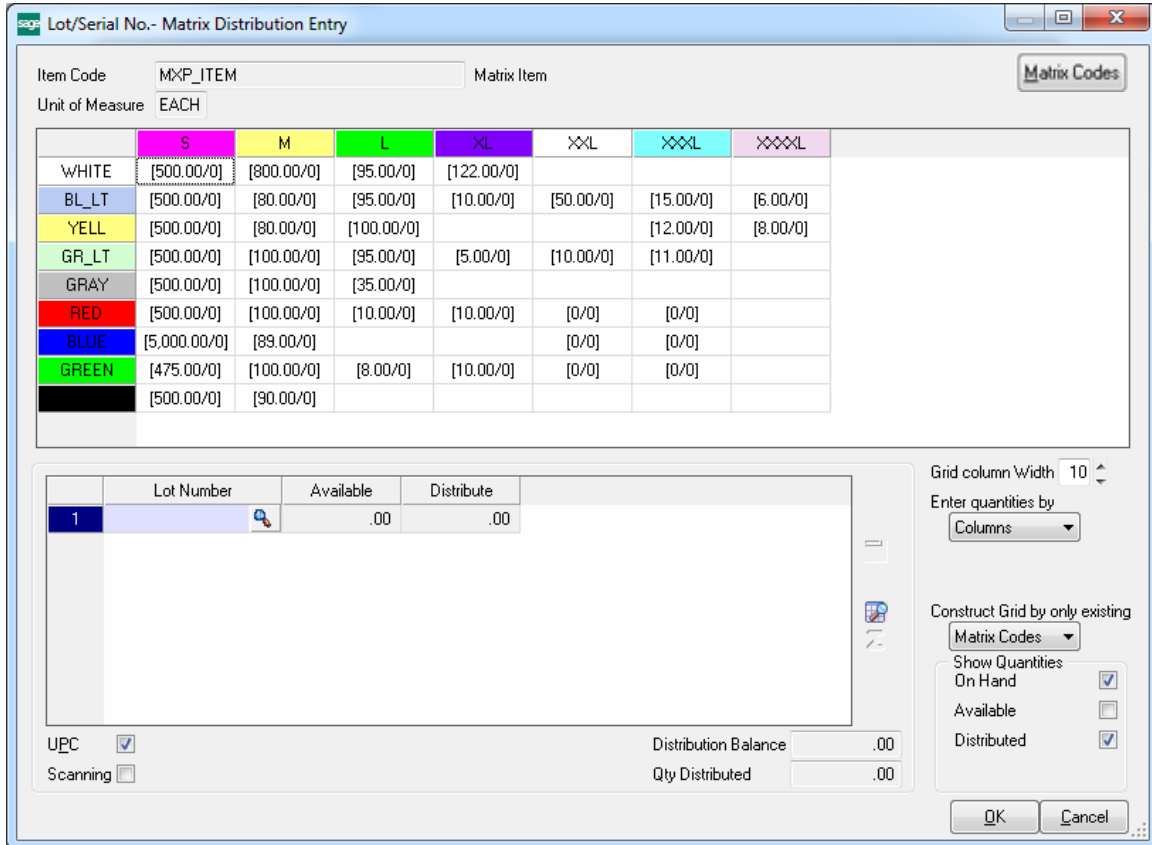 sage Lot/Serial No.- Matrix Distribution Entry
Item Code MXP_ITEM Matrix Item Matrix Codes
Unit of Measure EACH
S M L XL XXL XXXL XXXXL
WHITE [500.00/0] [800.00/0] [95.00/0] [122.00/0]
BL_LT [500.00/0] [80.00/0] [95.00/0] [10.00/0] [50.00/0] [15.00/0] [6.00/0]
YELL [500.00/0] [80.00/0] [100.00/0] [12.00/0] [8.00/0]
GR_LT [500.00/0] [100.00/0] [95.00/0] [5.00/0] [10.00/0] [11.00/0]
GRAY [500.00/0] [100.00/0] [35.00/0]
RED [500.00/0] [100.00/0] [10.00/0] [10.00/0] [0/0] [0/0]
BLUE [5,000.00/0] [89.00/0] [0/0] [0/0]
GREEN [475.00/0] [100.00/0] [8.00/0] [10.00/0] [0/0] [0/0]
[500.00/0] [90.00/0]
Lot Number Available Distribute
1 .00 .00
UPC
Scanning
Distribution Balance .00
Qty Distributed .00
Grid column Width 10
Enter quantities by
Columns
Construct Grid by only existing
Matrix Codes
Show Quantities
On Hand
Available
Distributed
OK Cancel